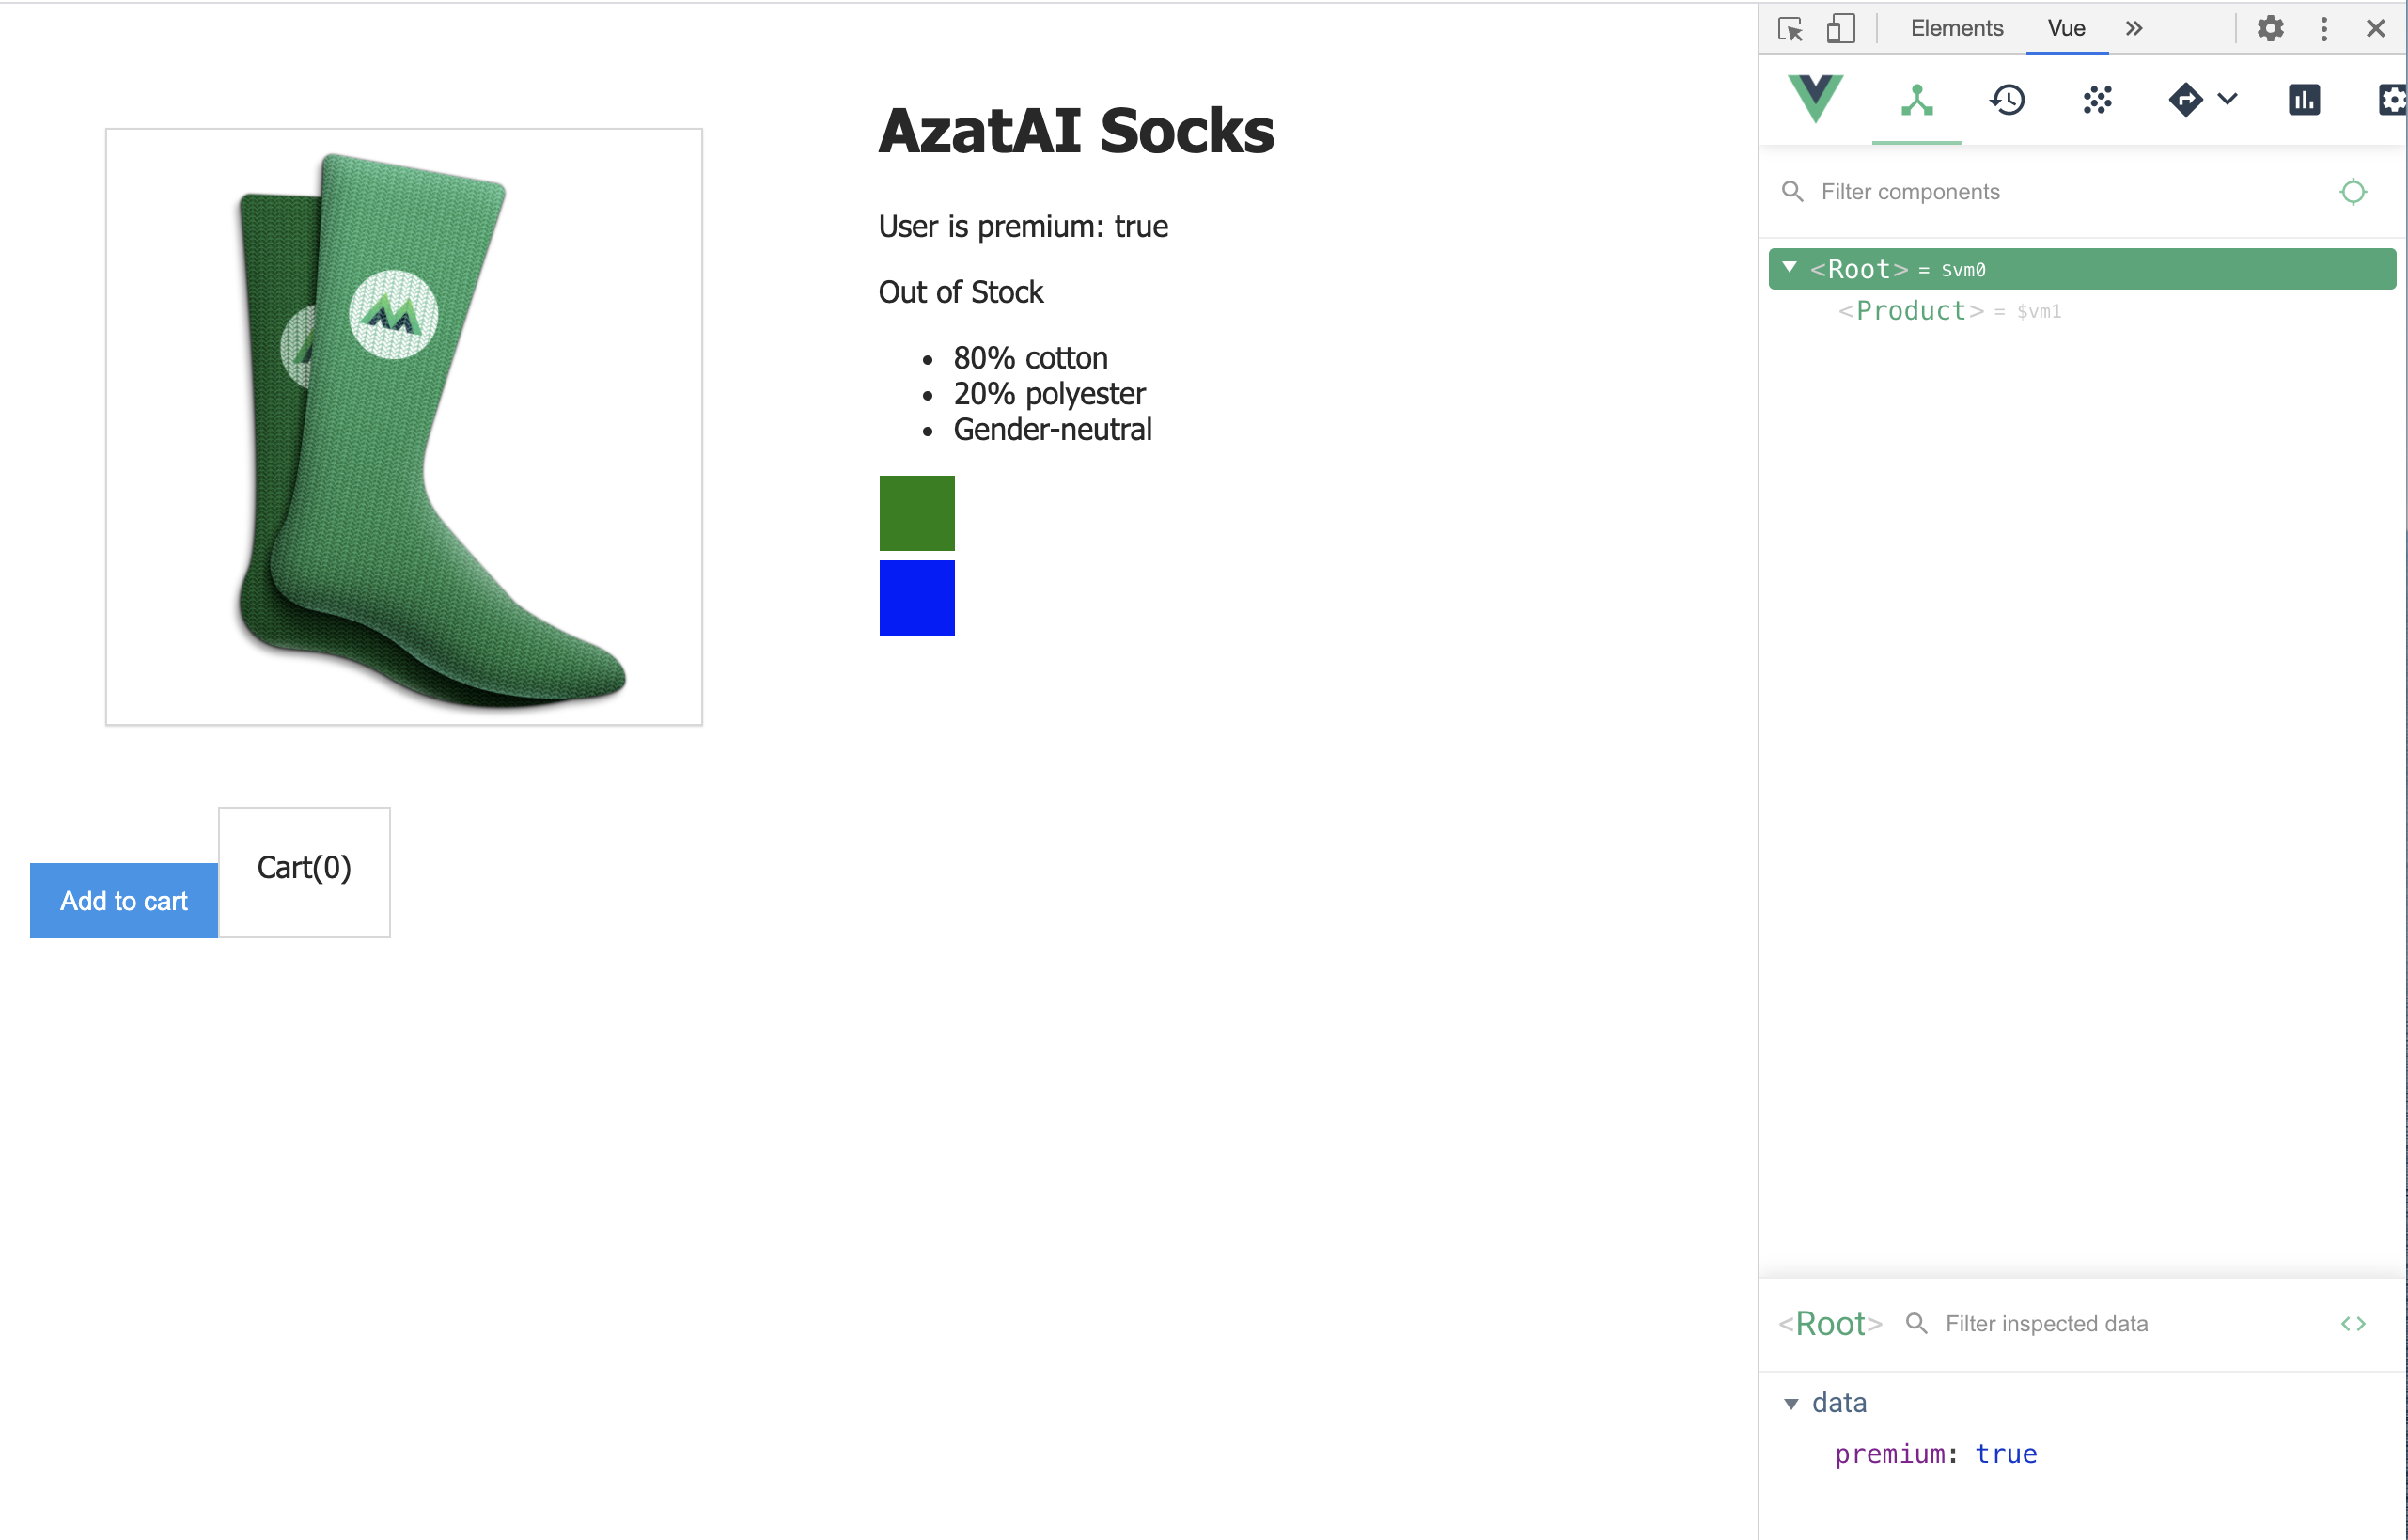 AzatAI Socks
User is premium: true
Out of Stock
• 80% cotton
• 20% polyester
• Gender-neutral
Add to cart
Cart(0)
Elements Vue »
Filter components
<Root> = $vm0
<Product> = $vm1
<Root> Filter inspected data
data
premium: true